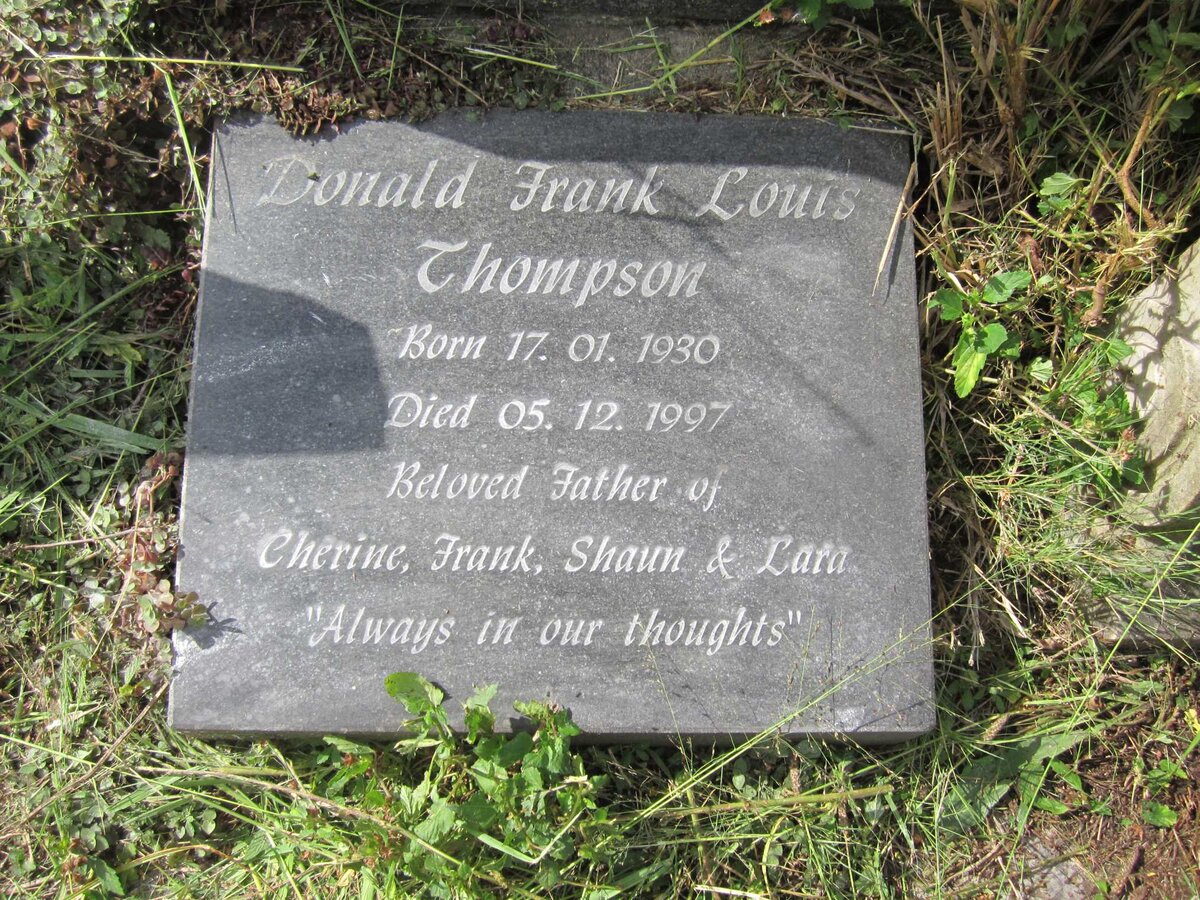 Donald Frank Louis
Thompson
Born 17. 01. 1930
Died 05. 12. 1997
Beloved Father of
Cherine, Frank, Shaun & Lara
"Always in our thoughts"